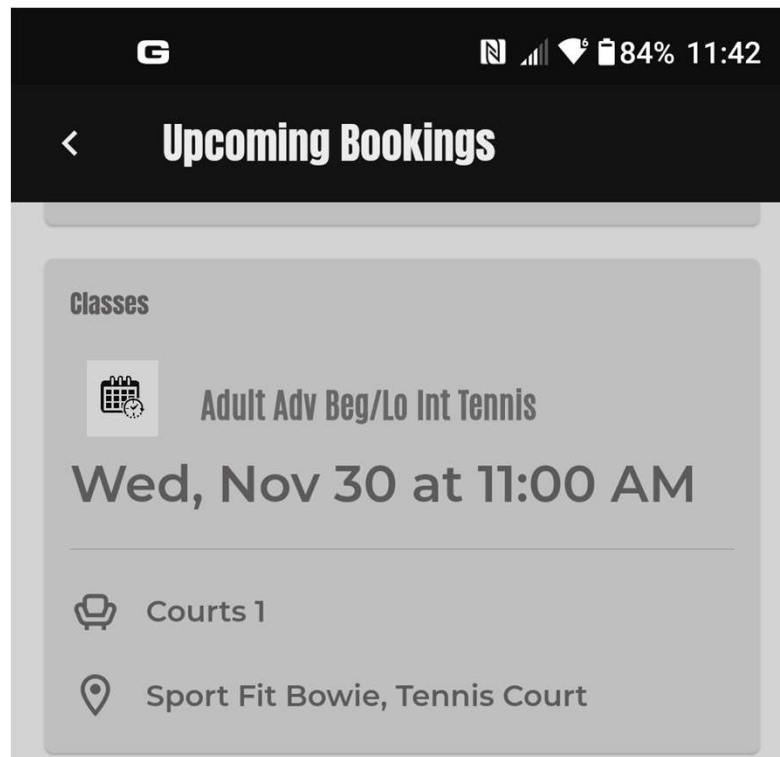 G 84% 11:42
Upcoming Bookings
Classes
Adult Adv Beg/Lo Int Tennis
Wed, Nov 30 at 11:00 AM
Courts 1
Sport Fit Bowie, Tennis Court